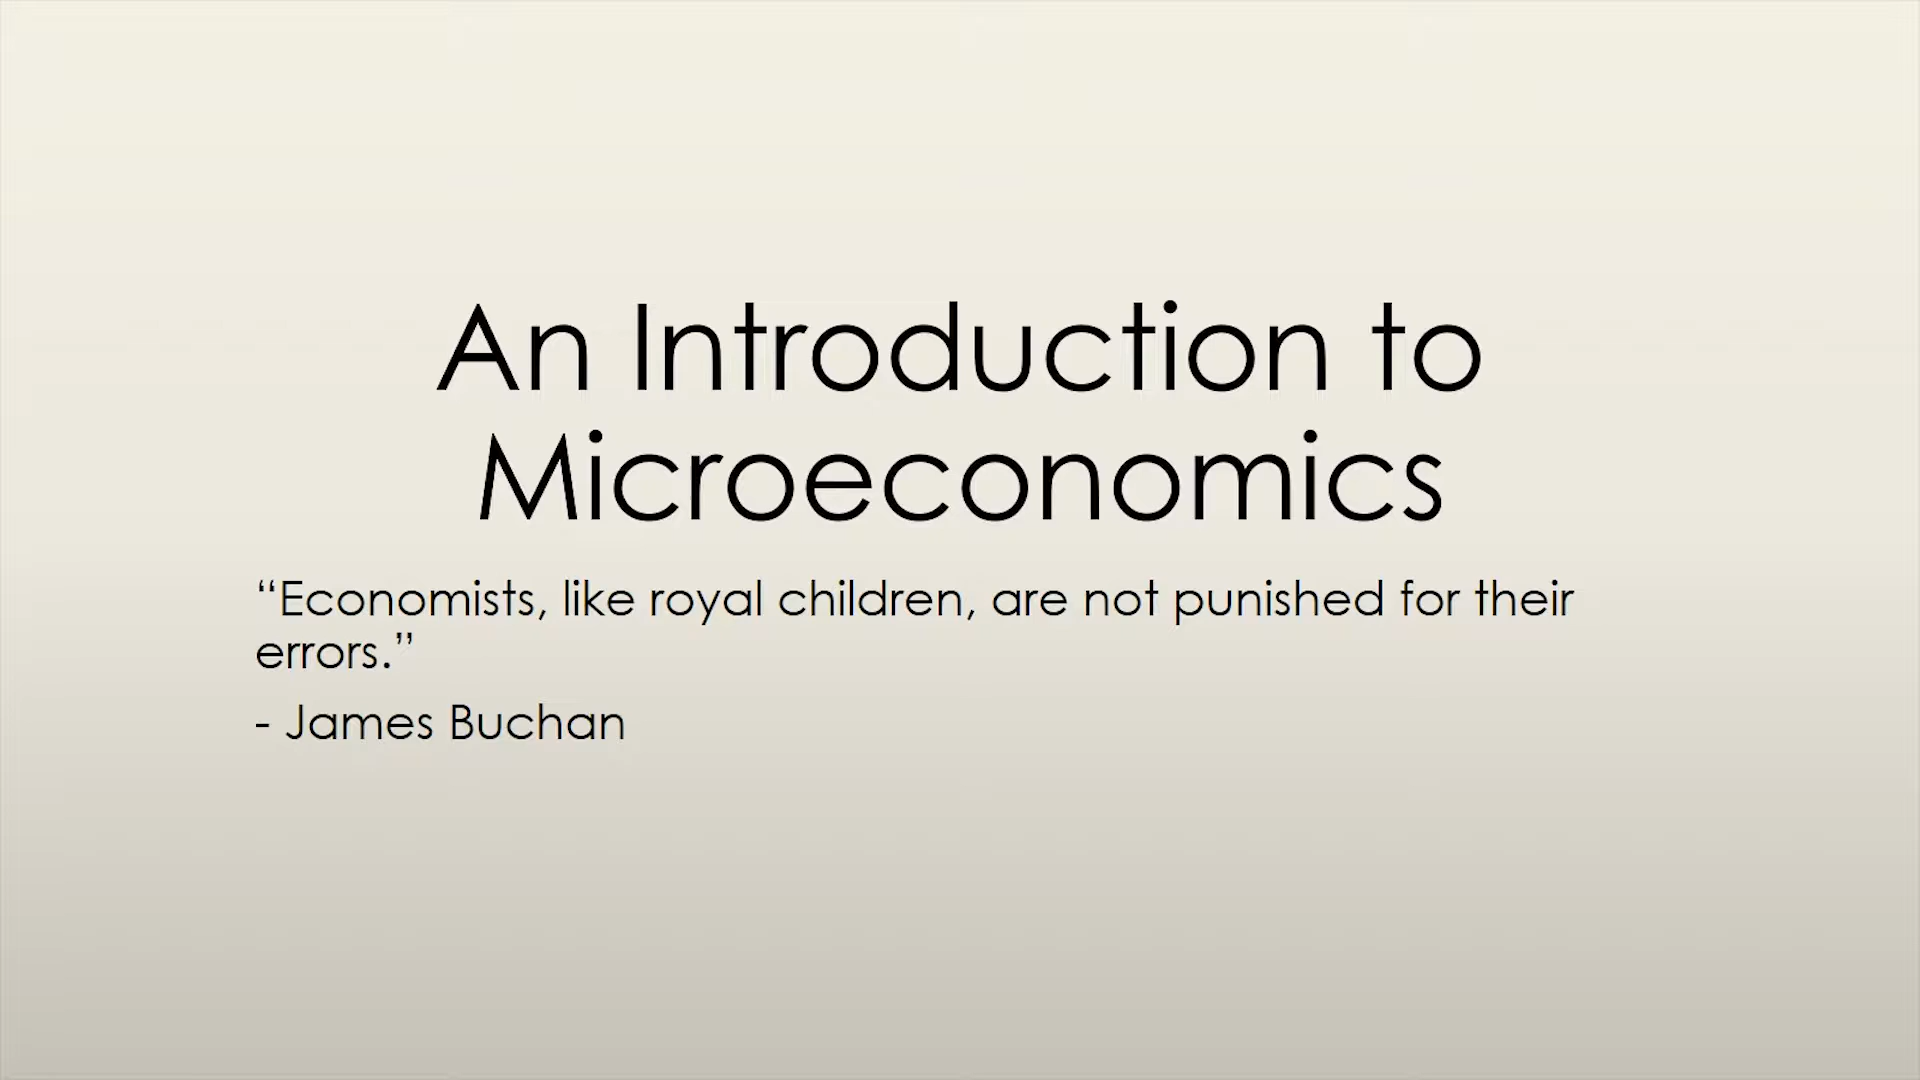 An Introduction to
Microeconomics
“Economists, like royal children, are not punished for their
errors.”
- James Buchan